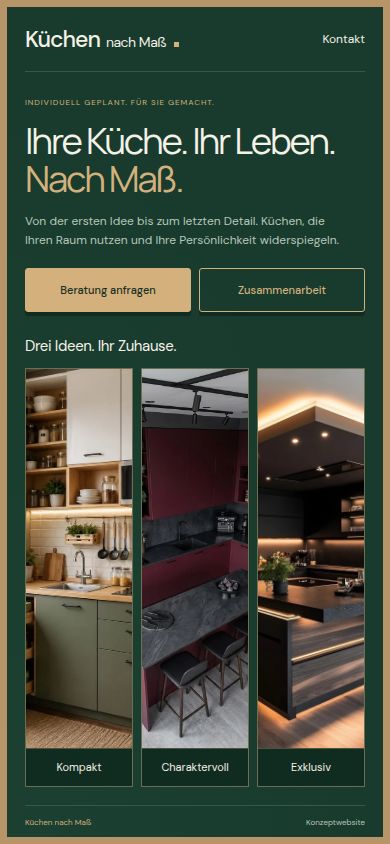 Küchen nach Maß
Kontakt
INDIVIDUELL GEPLANT. FÜR SIE GEMACHT.
Ihre Küche. Ihr Leben.
Nach Maß.
Von der ersten Idee bis zum letzten Detail. Küchen, die
Ihren Raum nutzen und Ihre Persönlichkeit widerspiegeln.
Beratung anfragen
Zusammenarbeit
Drei Ideen. Ihr Zuhause.
Kompakt
Charaktervoll
Exklusiv
Küchen nach Maß
Konzeptwebsite